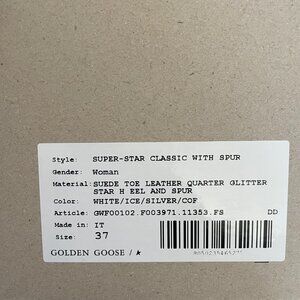 Style: SUPER-STAR CLASSIC WITH SPUR
Gender: Woman
Material: SUEDE TOE LEATHER QUARTER GLITTER
STAR H EEL AND SPUR
Color: WHITE/ICE/SILVER/COF
Article: GWF00102.F003971.11353.FS DD
Made in: IT
Size: 37
GOLDEN GOOSE /